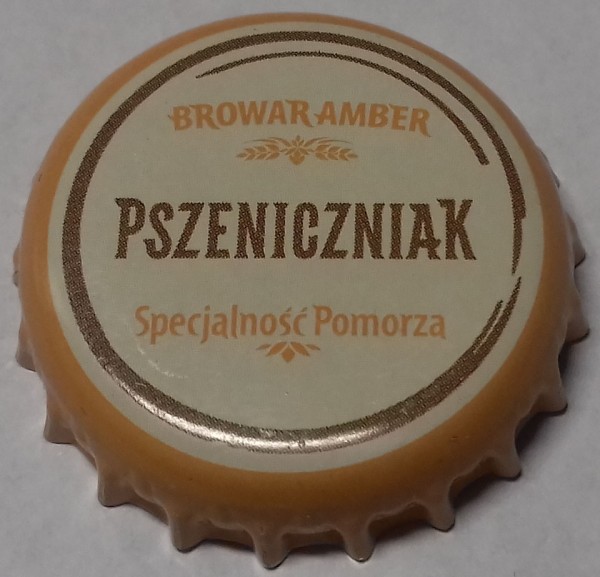 BROWAR AMBER
PSZENICZNIAK
Specjalność Pomorza